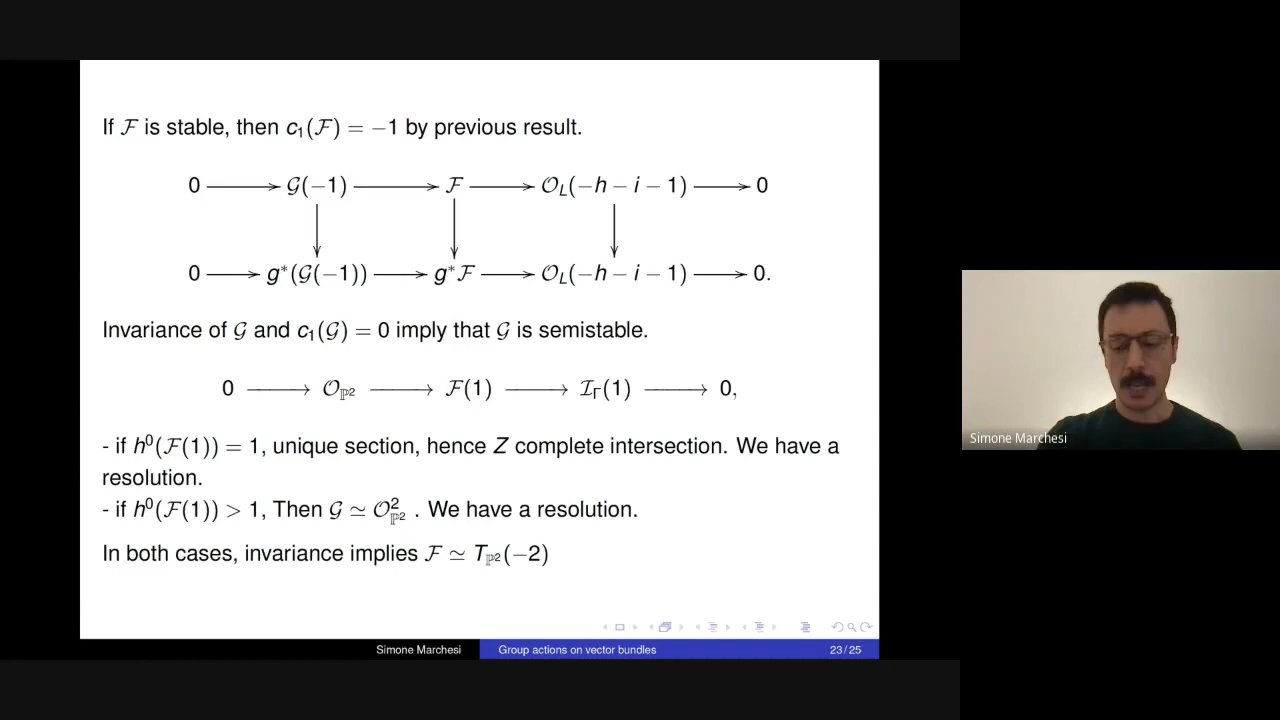 If ℱ is stable, then c₁(ℱ) = −1 by previous result.
0 → 𝒢(−1) → ℱ → 𝒪_L(−h − i − 1) → 0
0 → g*(𝒢(−1)) → g*ℱ → 𝒪_L(−h − i − 1) → 0.
Invariance of 𝒢 and c₁(𝒢) = 0 imply that 𝒢 is semistable.
0 → 𝒪_ℙ² → ℱ(1) → ℐ_Γ(1) → 0,
- if h⁰(ℱ(1)) = 1, unique section, hence Z complete intersection. We have a
resolution.
- if h⁰(ℱ(1)) > 1, Then 𝒢 ≃ 𝒪²_ℙ² . We have a resolution.
In both cases, invariance implies ℱ ≃ T_ℙ²(−2)
Simone Marchesi
Group actions on vector bundles
23 / 25
Simone Marchesi